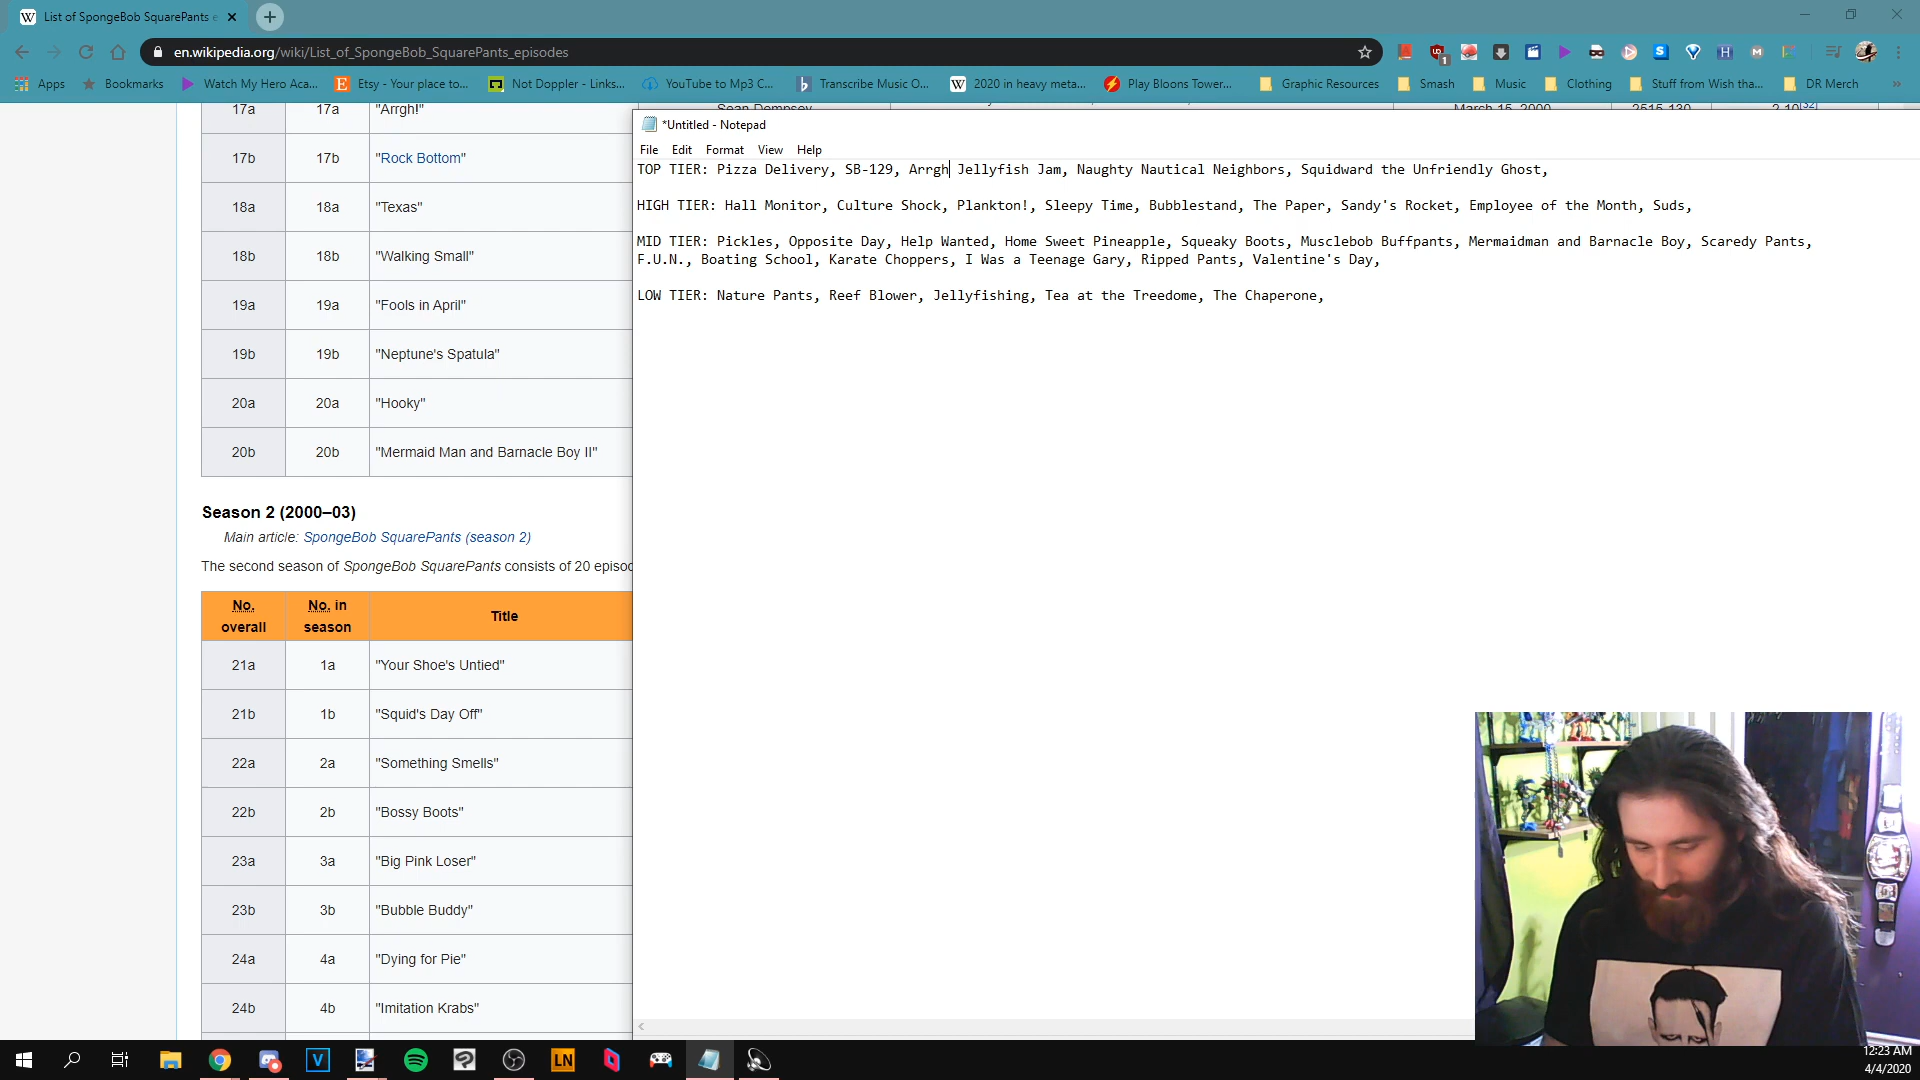 List of SpongeBob SquarePants e
en.wikipedia.org/wiki/List_of_SpongeBob_SquarePants_episodes
Apps
Bookmarks
Watch My Hero Aca...
Etsy - Your place to...
Not Doppler - Links...
YouTube to Mp3 C...
Transcribe Music O...
2020 in heavy meta...
Play Bloons Tower...
Graphic Resources
Smash
Music
Clothing
Stuff from Wish tha...
DR Merch
»
17a 17a "Arrgh!"
Sean Dempsey
March 15, 2000
2515-130
2.10[32]
17b 17b "Rock Bottom"
18a 18a "Texas"
18b 18b "Walking Small"
19a 19a "Fools in April"
19b 19b "Neptune's Spatula"
20a 20a "Hooky"
20b 20b "Mermaid Man and Barnacle Boy II"
Season 2 (2000–03)
Main article: SpongeBob SquarePants (season 2)
The second season of SpongeBob SquarePants consists of 20 episod
No. overall
No. in season
Title
21a 1a "Your Shoe's Untied"
21b 1b "Squid's Day Off"
22a 2a "Something Smells"
22b 2b "Bossy Boots"
23a 3a "Big Pink Loser"
23b 3b "Bubble Buddy"
24a 4a "Dying for Pie"
24b 4b "Imitation Krabs"
*Untitled - Notepad
File Edit Format View Help
TOP TIER: Pizza Delivery, SB-129, Arrgh Jellyfish Jam, Naughty Nautical Neighbors, Squidward the Unfriendly Ghost,
HIGH TIER: Hall Monitor, Culture Shock, Plankton!, Sleepy Time, Bubblestand, The Paper, Sandy's Rocket, Employee of the Month, Suds,
MID TIER: Pickles, Opposite Day, Help Wanted, Home Sweet Pineapple, Squeaky Boots, Musclebob Buffpants, Mermaidman and Barnacle Boy, Scaredy Pants,
F.U.N., Boating School, Karate Choppers, I Was a Teenage Gary, Ripped Pants, Valentine's Day,
LOW TIER: Nature Pants, Reef Blower, Jellyfishing, Tea at the Treedome, The Chaperone,
LN
12:23 AM
4/4/2020